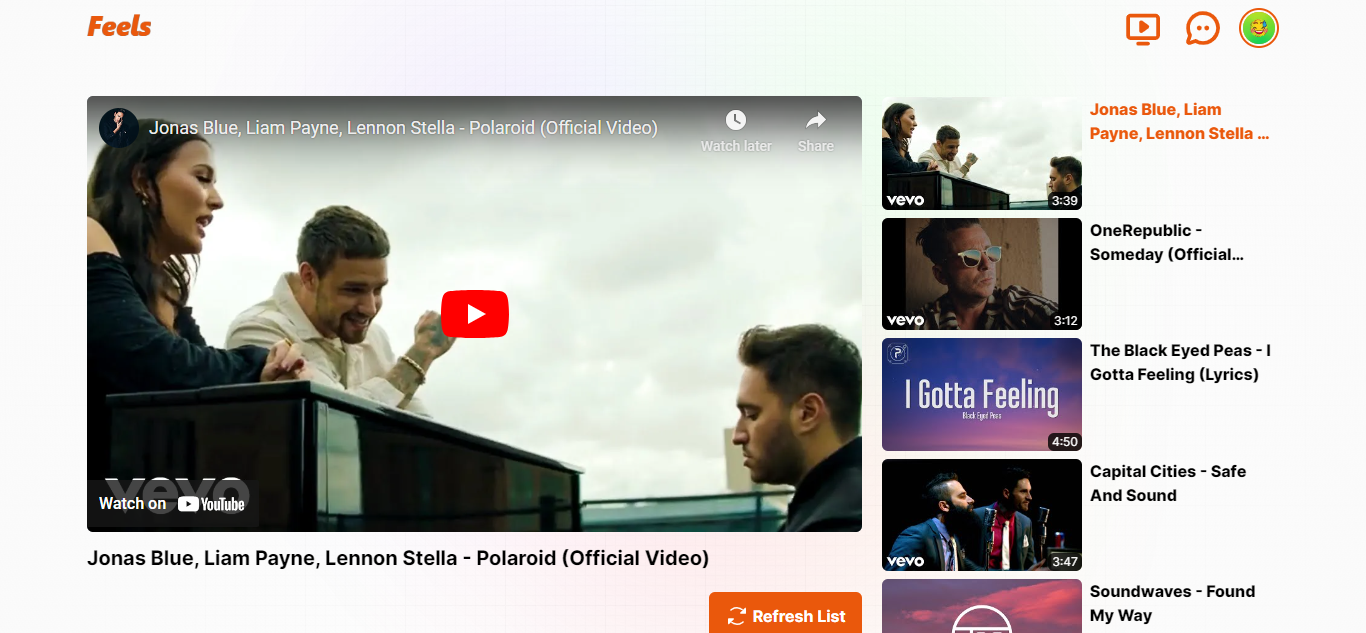 Feels
Jonas Blue, Liam Payne, Lennon Stella - Polaroid (Official Video)
Watch later
Share
vevo
Watch on YouTube
Jonas Blue, Liam Payne, Lennon Stella - Polaroid (Official Video)
Refresh List
vevo
3:39
Jonas Blue, Liam
Payne, Lennon Stella ...
vevo
3:12
OneRepublic -
Someday (Official...
I Gotta Feeling
Black Eyed Peas
4:50
The Black Eyed Peas - I
Gotta Feeling (Lyrics)
vevo
3:47
Capital Cities - Safe
And Sound
Soundwaves - Found
My Way